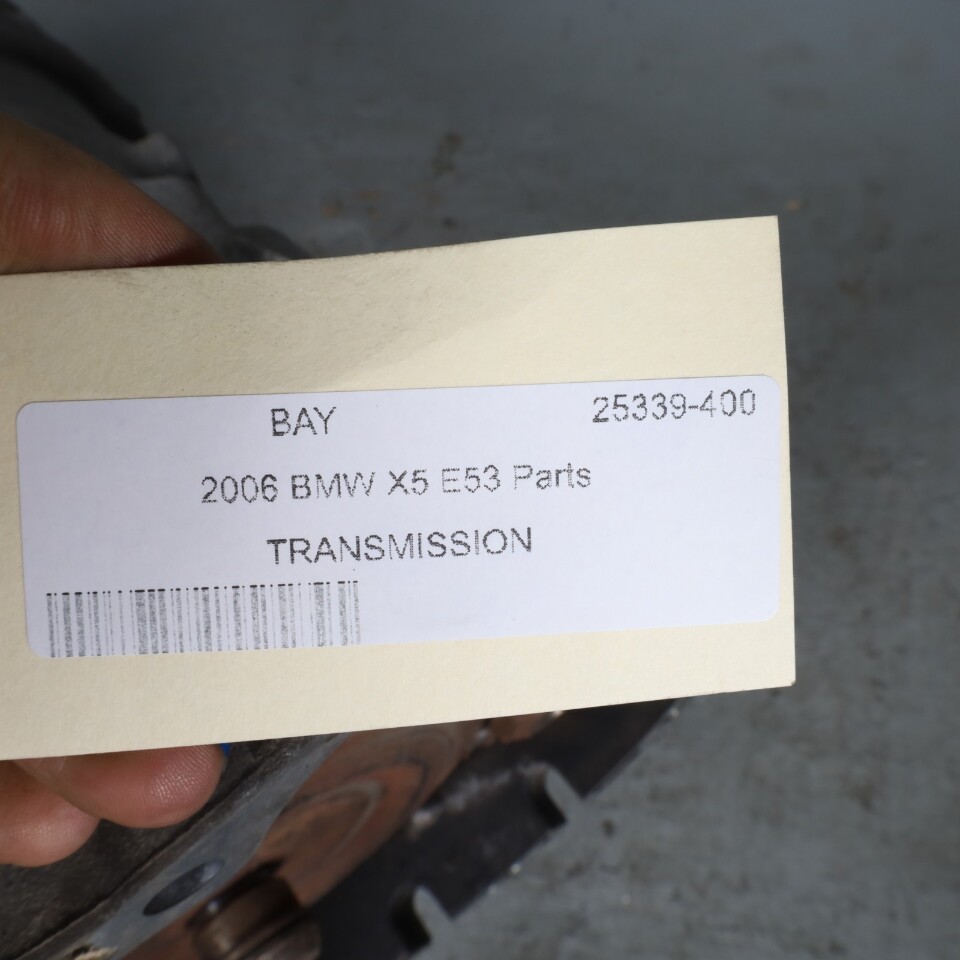 BAY 25339-400
2006 BMW X5 E53 Parts
TRANSMISSION